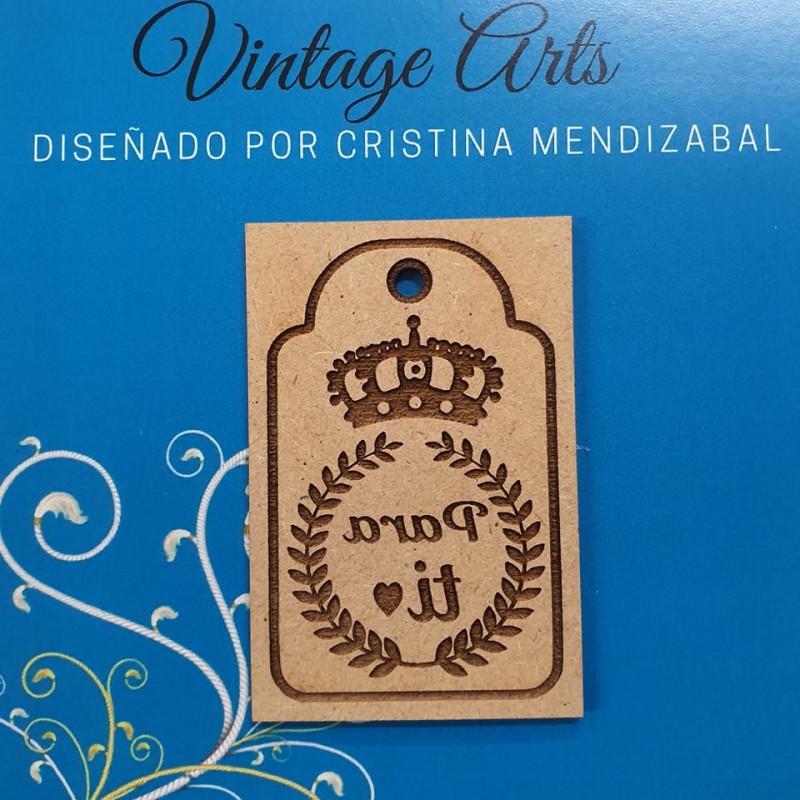 Vintage Arts
DISEÑADO POR CRISTINA MENDIZABAL
Para
ti